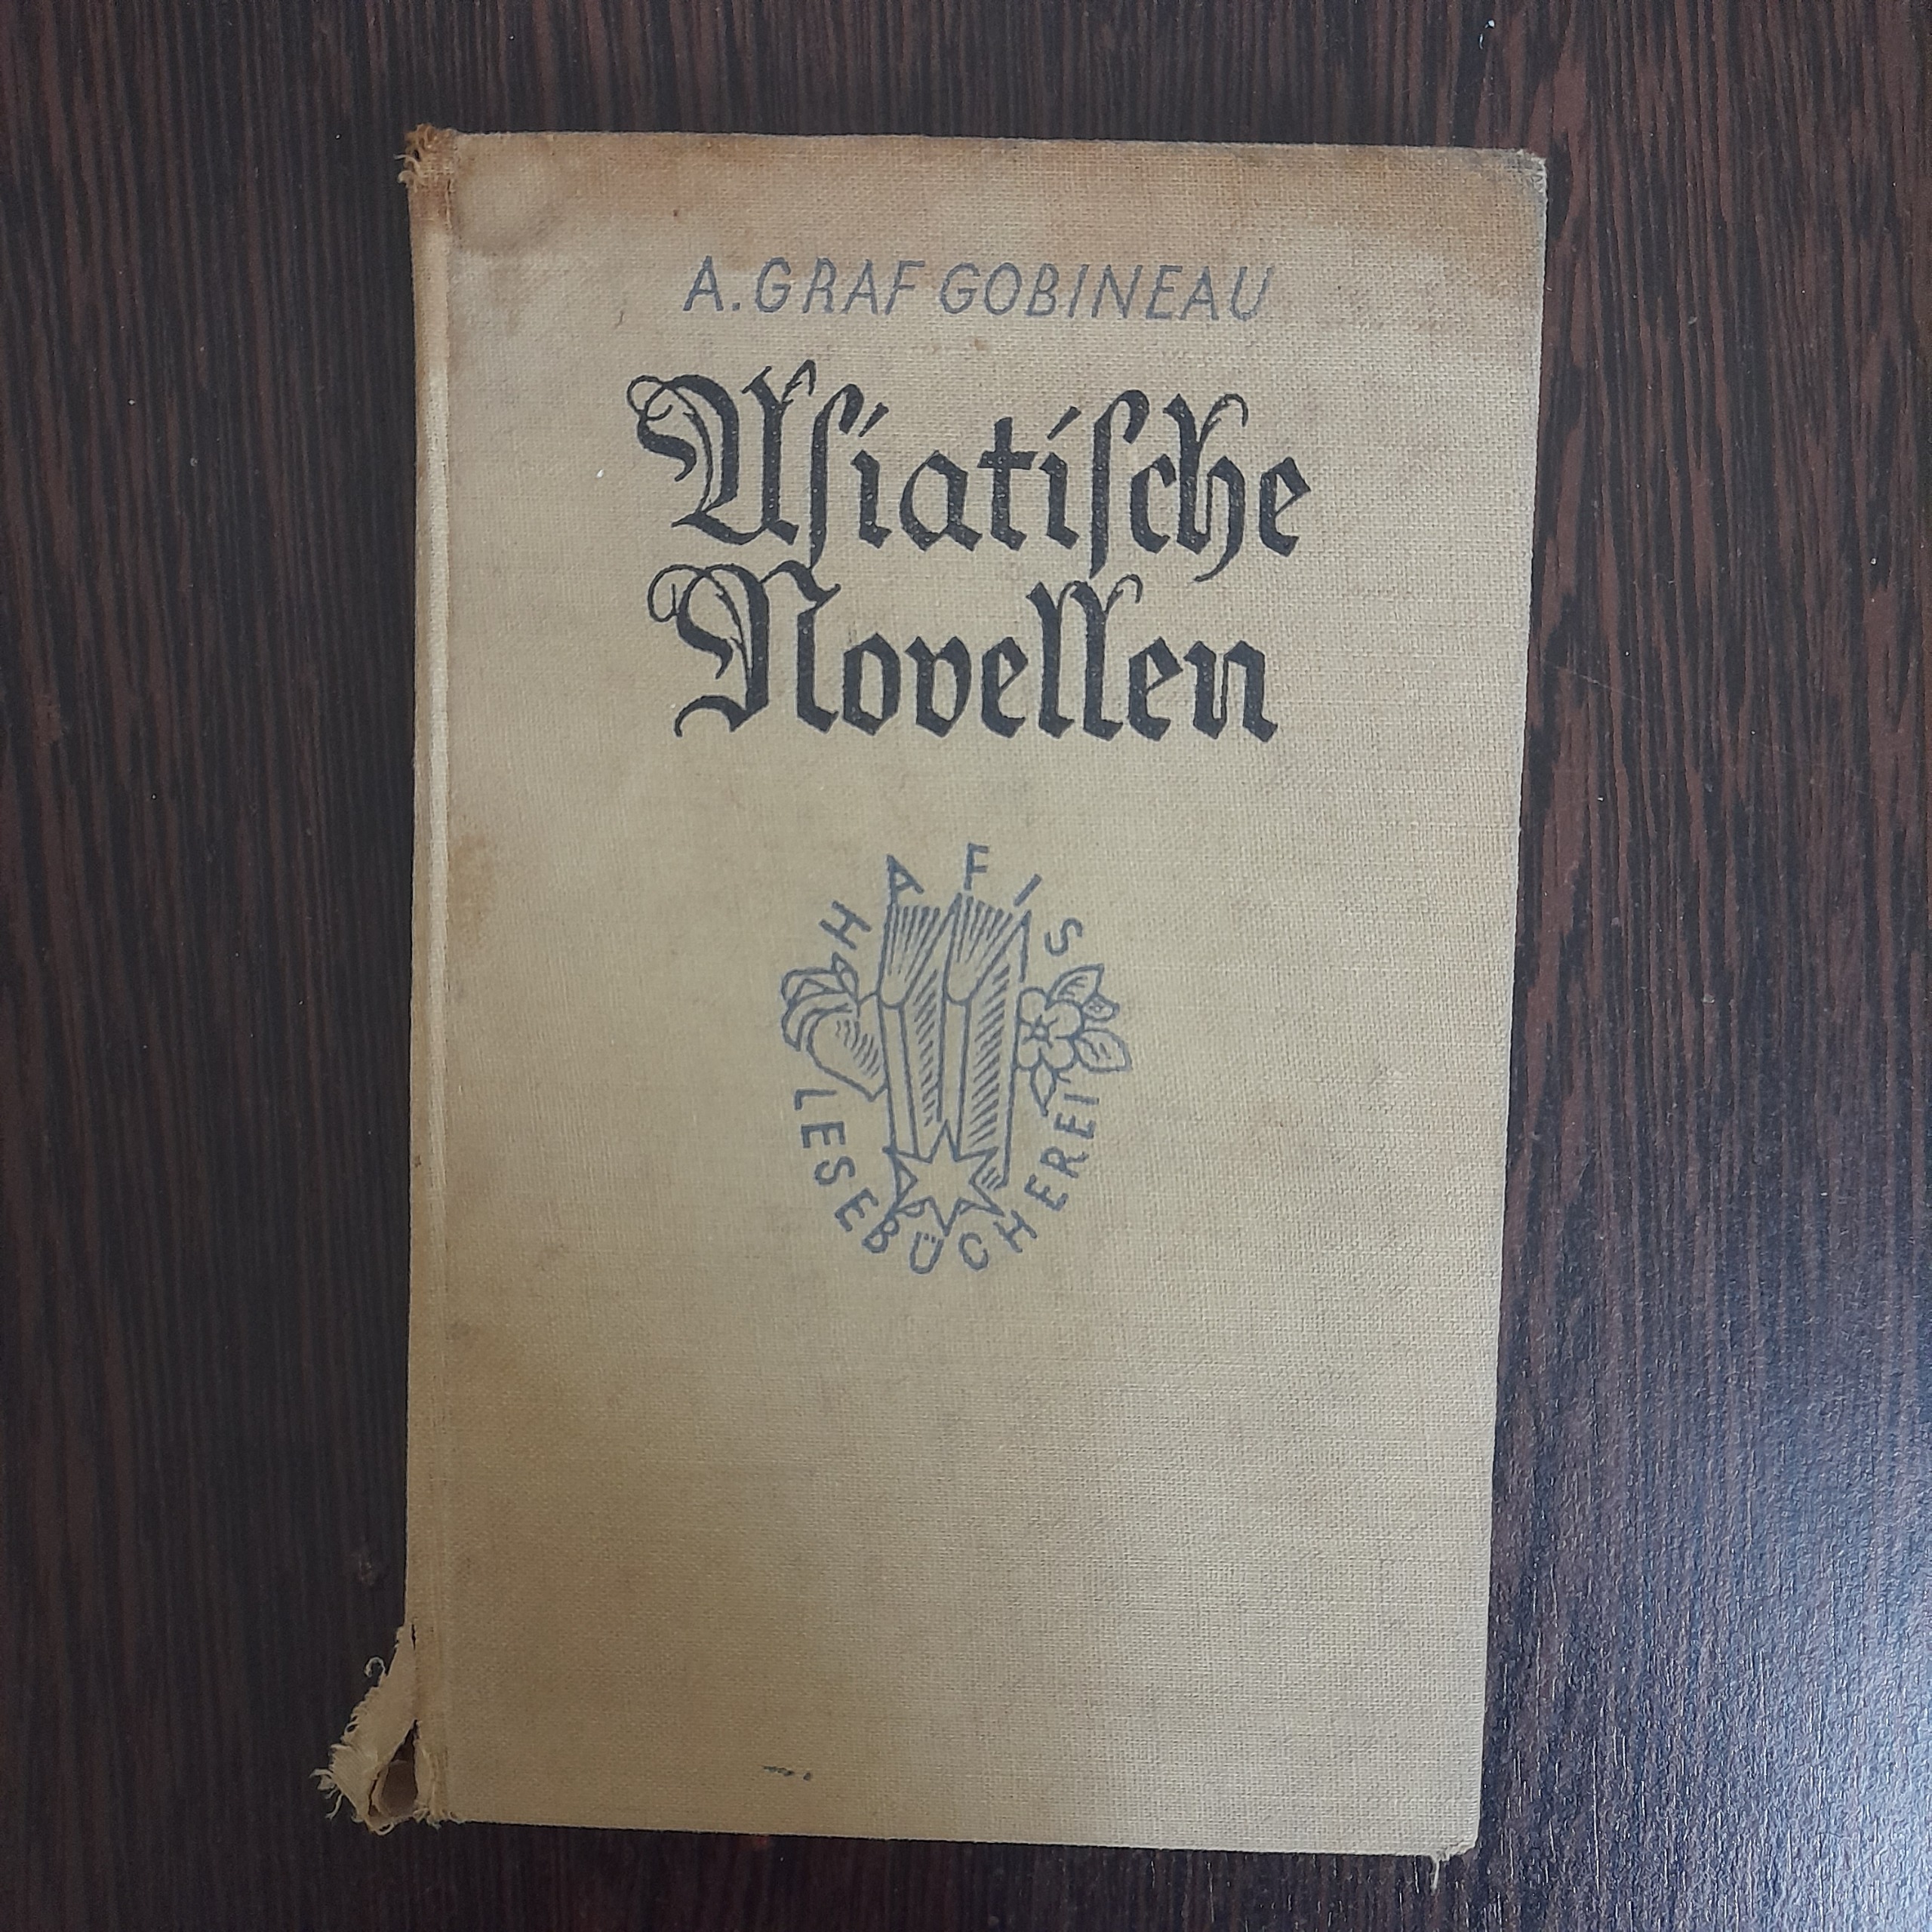 A. GRAF GOBINEAU
Asiatische
Novellen
HAFIS
LESEBÜCHEREI